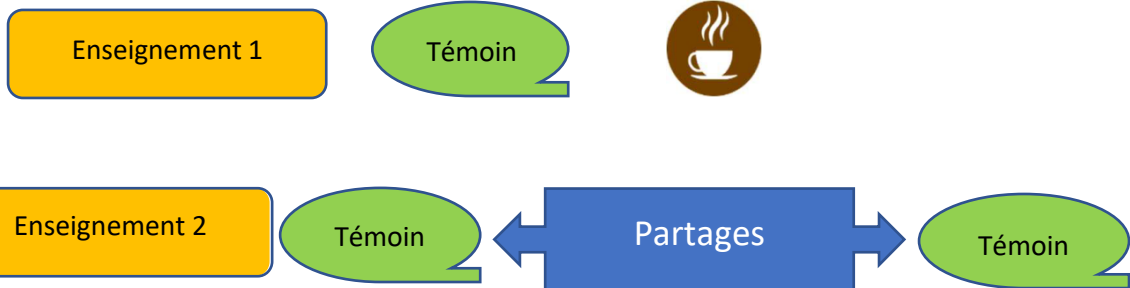 Enseignement 1
Témoin
Enseignement 2
Témoin
Partages
Témoin